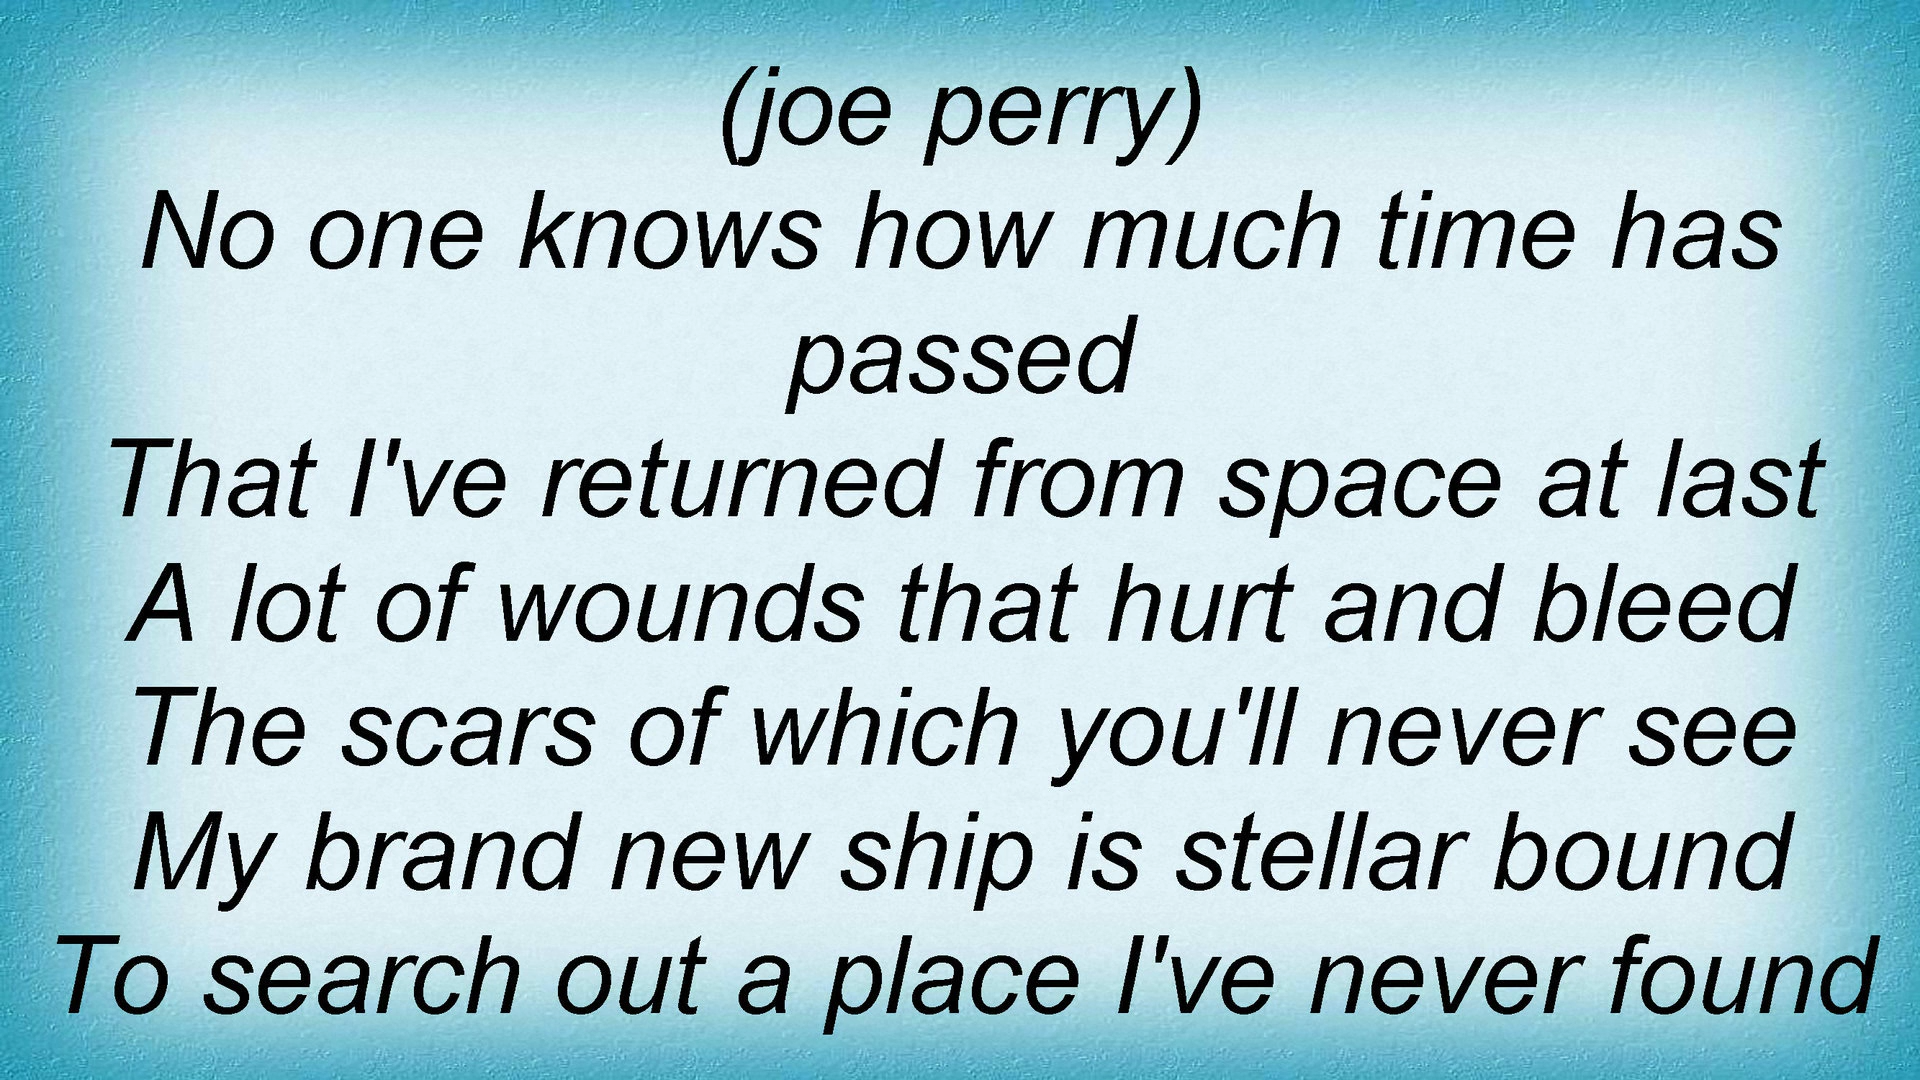 (joe perry)
No one knows how much time has
passed
That I've returned from space at last
A lot of wounds that hurt and bleed
The scars of which you'll never see
My brand new ship is stellar bound
To search out a place I've never found